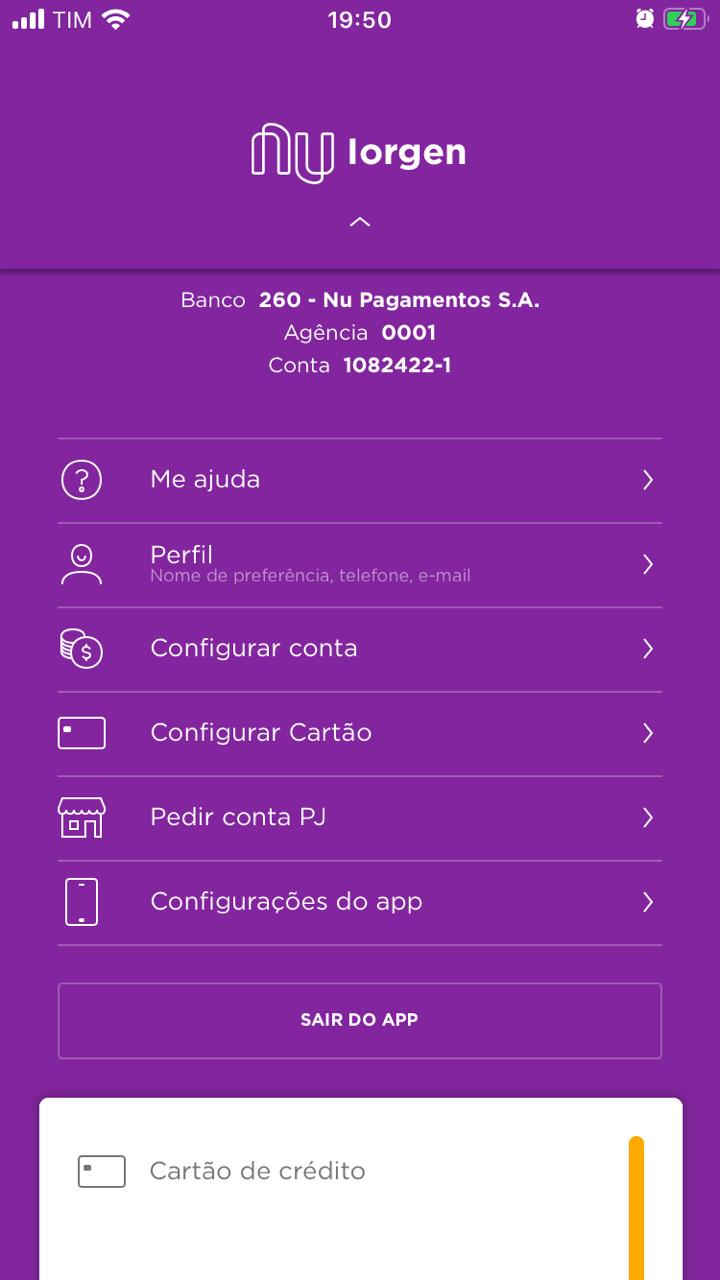 TIM 19:50
nu Iorgen
Banco 260 - Nu Pagamentos S.A.
Agência 0001
Conta 1082422-1
Me ajuda
Perfil
Nome de preferência, telefone, e-mail
Configurar conta
Configurar Cartão
Pedir conta PJ
Configurações do app
SAIR DO APP
Cartão de crédito